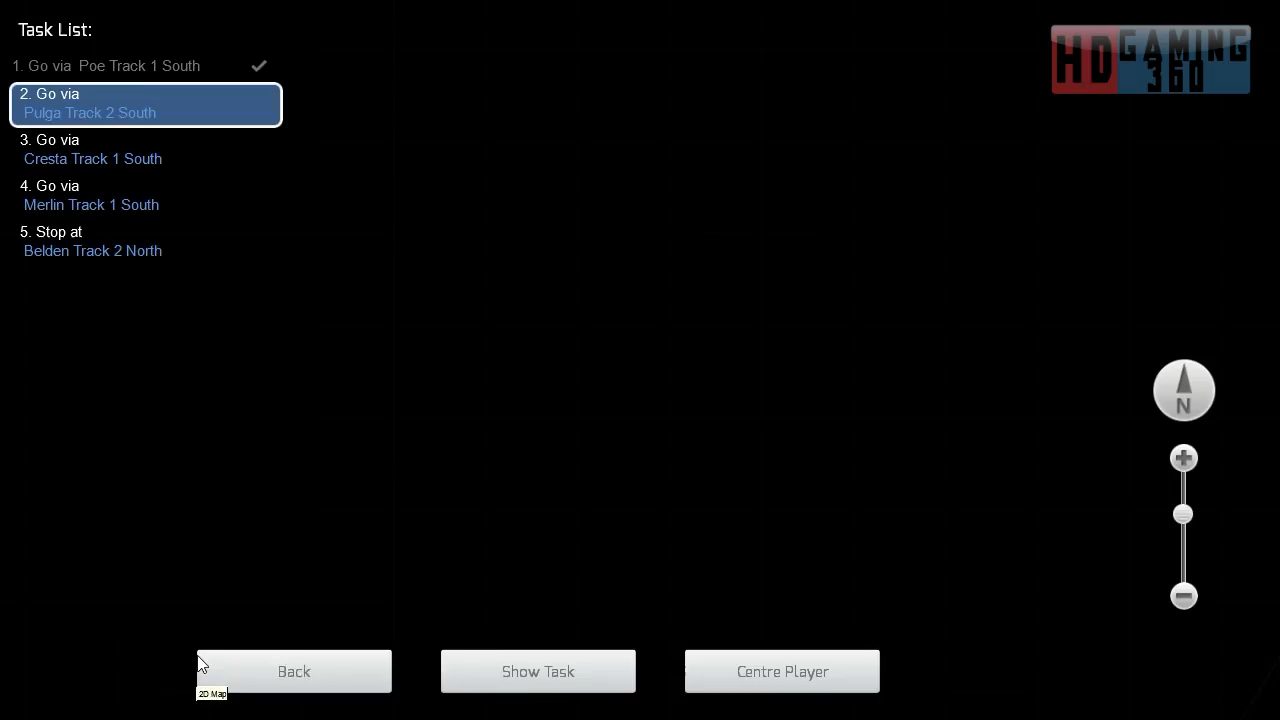 Task List:
1. Go via  Poe Track 1 South
2. Go via
Pulga Track 2 South
3. Go via
Cresta Track 1 South
4. Go via
Merlin Track 1 South
5. Stop at
Belden Track 2 North
HD GAMING
360
N
Back
Show Task
Centre Player
2D Map